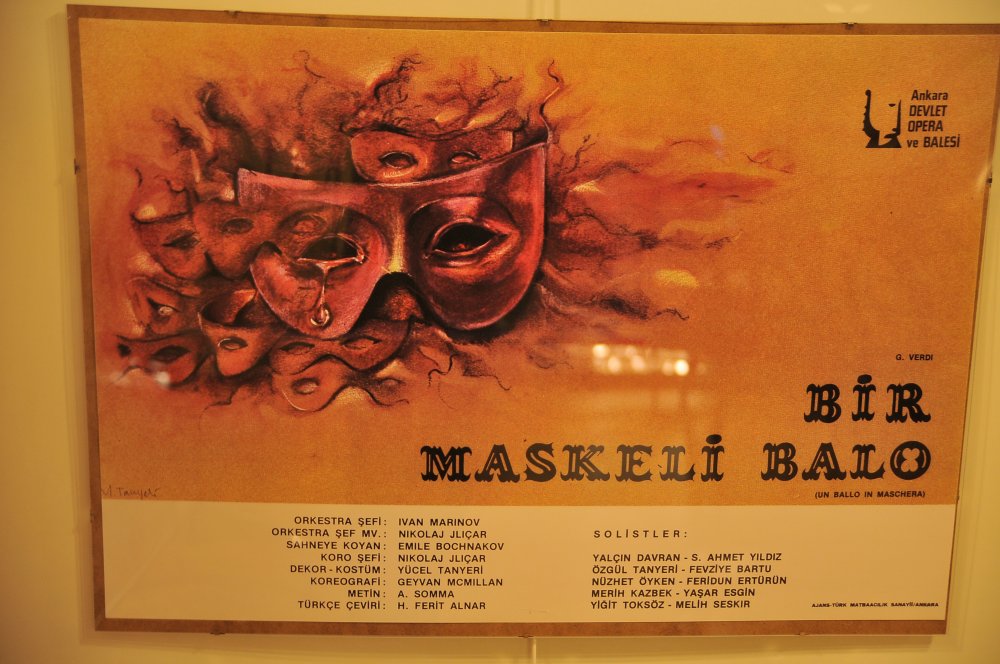 Ankara
DEVLET
OPERA
ve BALESİ
G. VERDI
BİR
MASKELİ BALO
(UN BALLO IN MASCHERA)
ORKESTRA ŞEFİ: IVAN MARINOV
ORKESTRA ŞEF MV.: NIKOLAJ JLIÇAR
SAHNEYE KOYAN: EMILE BOCHNAKOV
KORO ŞEFİ: NIKOLAJ JLIÇAR
DEKOR - KOSTÜM: YÜCEL TANYERİ
KOREOGRAFİ: GEYVAN MCMILLAN
METİN: A. SOMMA
TÜRKÇE ÇEVİRİ: H. FERİT ALNAR
SOLİSTLER:
YALÇIN DAVRAN - S. AHMET YILDIZ
ÖZGÜL TANYERİ - FEVZİYE BARTU
NÜZHET ÖYKEN - FERİDUN ERTÜRÜN
MERİH KAZBEK - YAŞAR ESGİN
YİĞİT TOKSÖZ - MELİH SESKIR
AJANS-TÜRK MATBAACILIK SANAYİİ/ANKARA